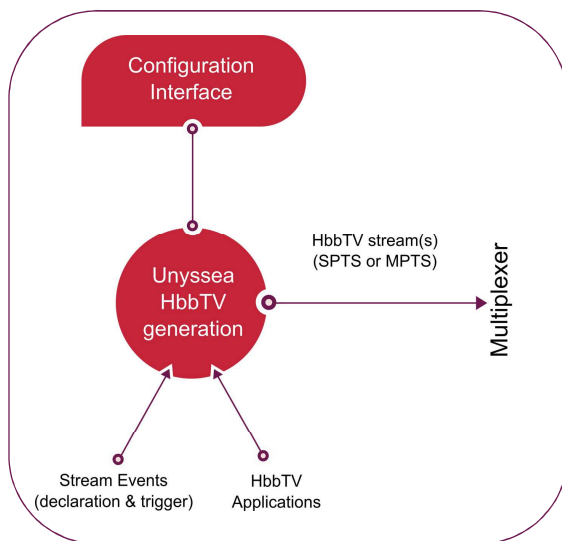 Configuration
Interface
HbbTV stream(s)
(SPTS or MPTS)
Unyssea
HbbTV
generation
Multiplexer
Stream Events
(declaration & trigger)
HbbTV
Applications